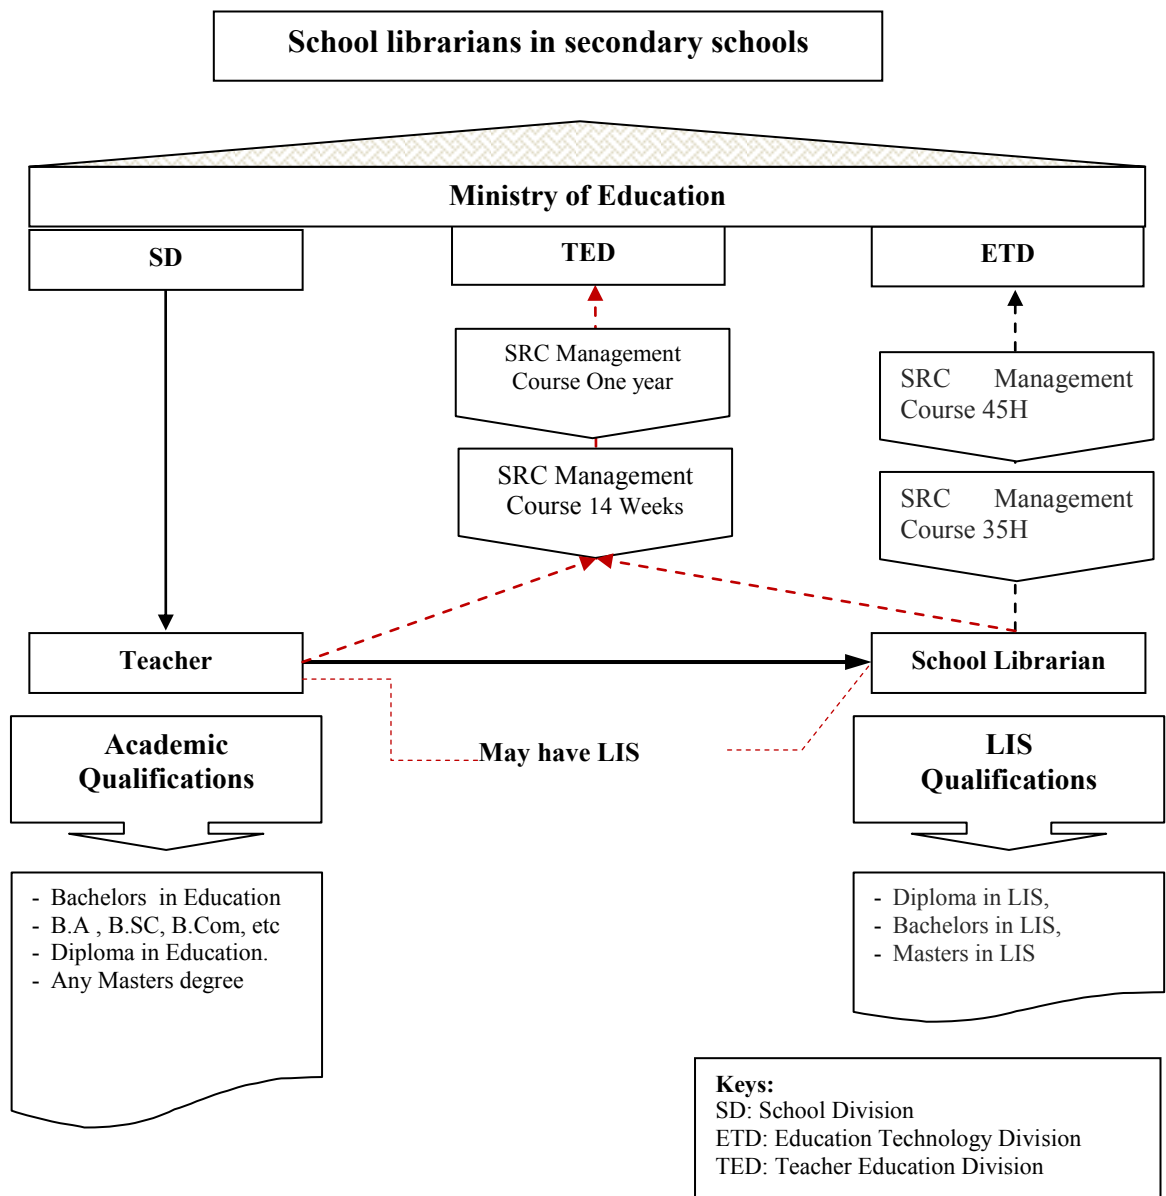 School librarians in secondary schools
Ministry of Education
SD
TED
ETD
SRC Management
Course One year
SRC Management
Course 45H
SRC Management
Course 14 Weeks
SRC Management
Course 35H
Teacher
School Librarian
May have LIS
Academic
Qualifications
LIS
Qualifications
- Bachelors in Education
- B.A , B.SC, B.Com, etc
- Diploma in Education.
- Any Masters degree
- Diploma in LIS,
- Bachelors in LIS,
- Masters in LIS
Keys:
SD: School Division
ETD: Education Technology Division
TED: Teacher Education Division